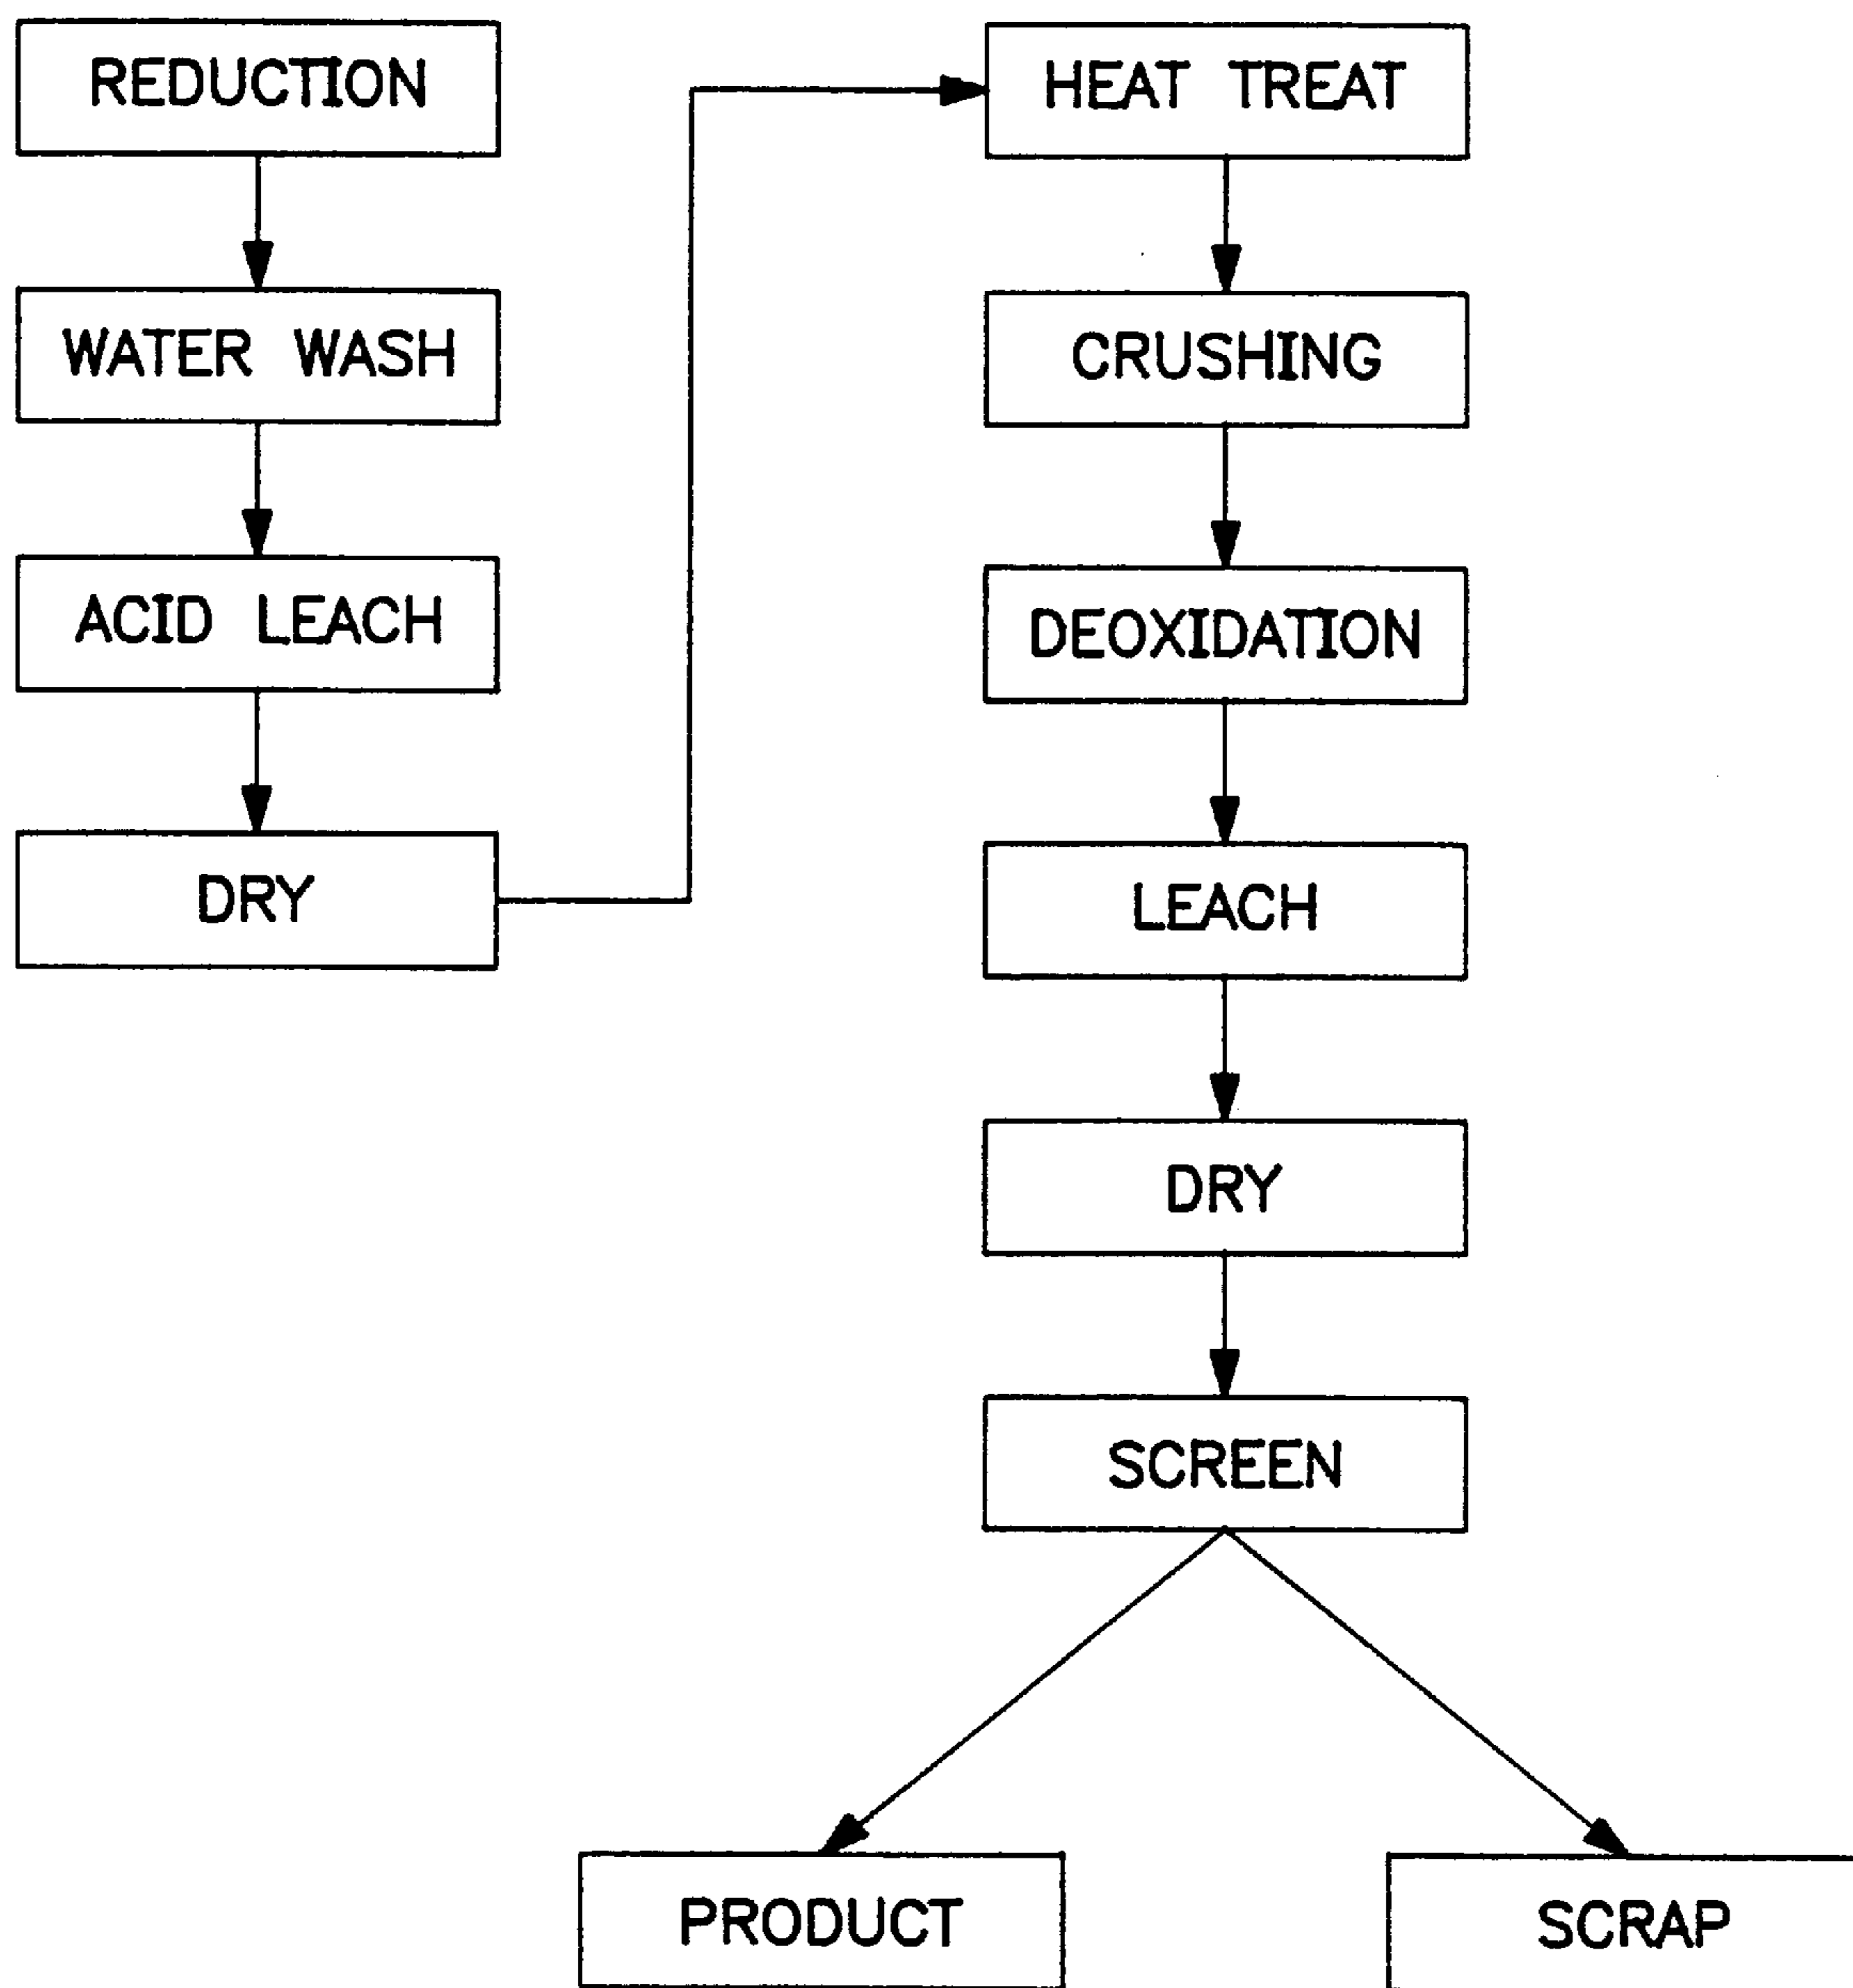 REDUCTION
WATER WASH
ACID LEACH
DRY
HEAT TREAT
CRUSHING
DEOXIDATION
LEACH
DRY
SCREEN
PRODUCT
SCRAP